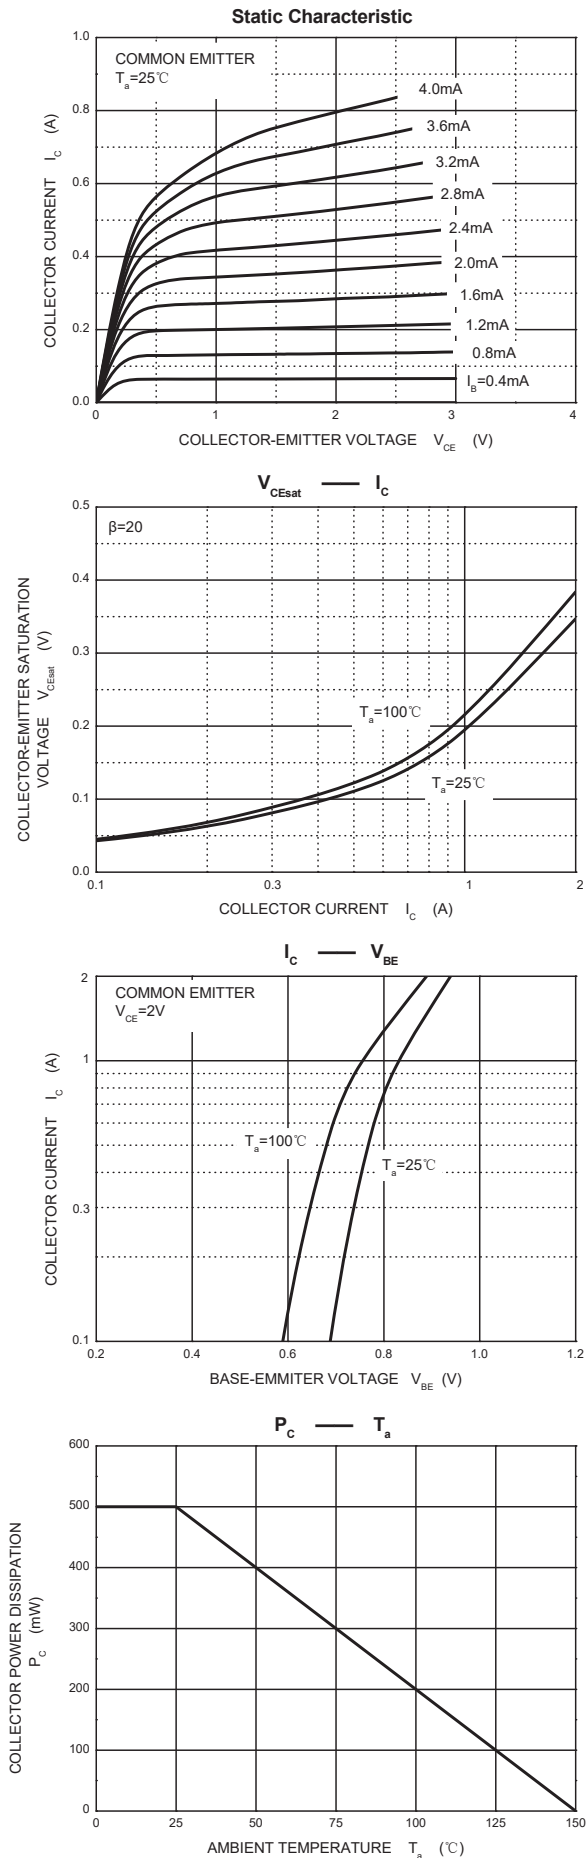 Static Characteristic
COMMON EMITTER
Ta=25℃
COLLECTOR CURRENT IC (A)
1.0
0.8
0.6
0.4
0.2
0.0
4.0mA
3.6mA
3.2mA
2.8mA
2.4mA
2.0mA
1.6mA
1.2mA
0.8mA
IB=0.4mA
0 1 2 3 4
COLLECTOR-EMITTER VOLTAGE VCE (V)
VCEsat —— IC
β=20
COLLECTOR-EMITTER SATURATION
VOLTAGE VCEsat (V)
0.5
0.4
0.3
0.2
0.1
0.0
Ta=100℃
Ta=25℃
0.1 0.3 1 2
COLLECTOR CURRENT IC (A)
IC —— VBE
COMMON EMITTER
VCE=2V
COLLECTOR CURRENT IC (A)
2
1
0.3
0.1
Ta=100℃
Ta=25℃
0.2 0.4 0.6 0.8 1.0 1.2
BASE-EMMITER VOLTAGE VBE (V)
PC —— Ta
COLLECTOR POWER DISSIPATION
PC (mW)
600
500
400
300
200
100
0
0 25 50 75 100 125 150
AMBIENT TEMPERATURE Ta (℃)